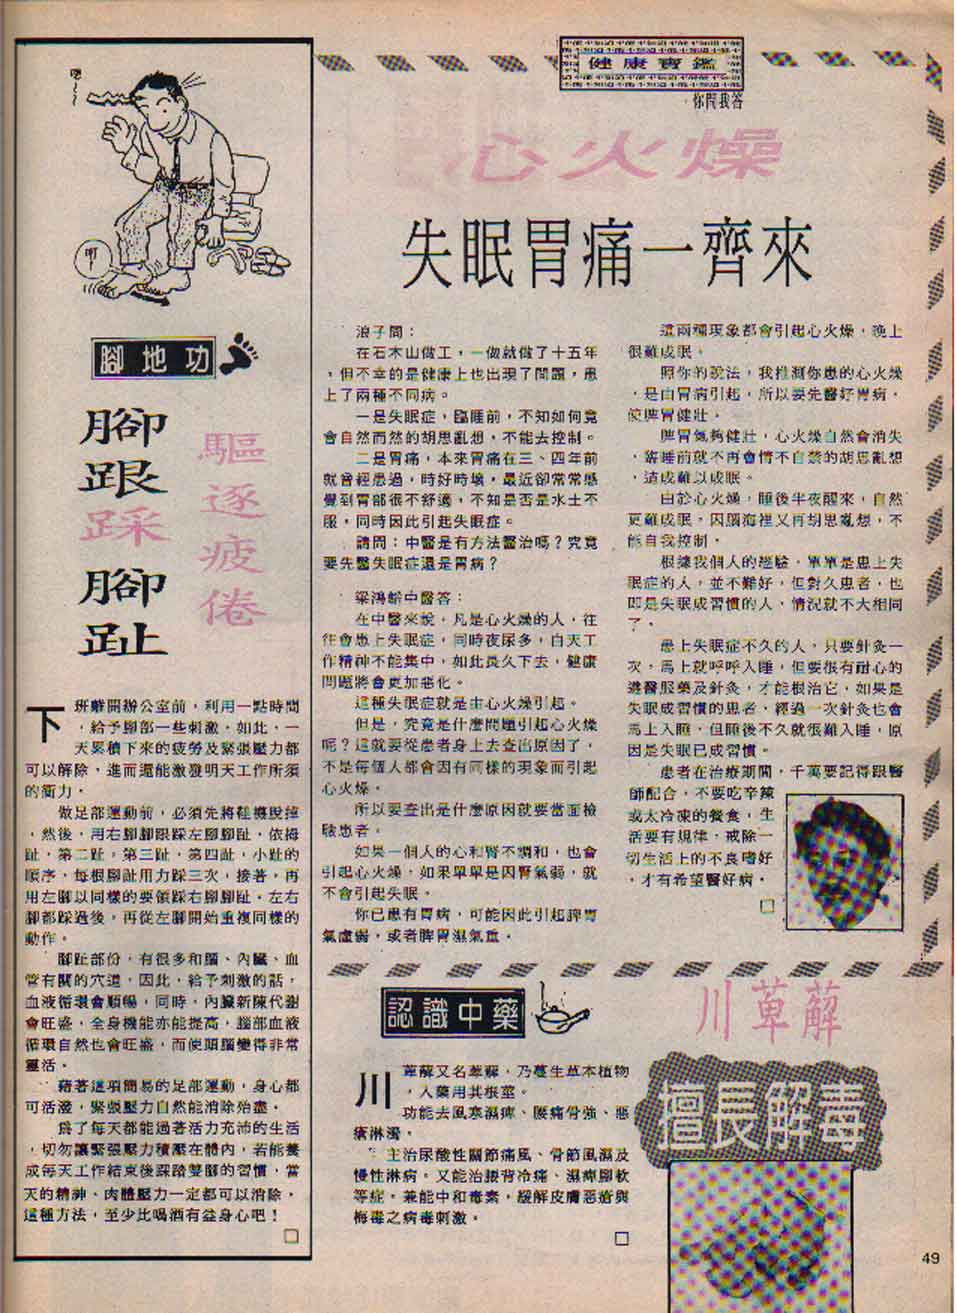 嗯～～
啊！
腳地功
腳跟踩腳趾
驅逐疲倦
下班離開辦公室前，利用一點時間
，給予腳部一些刺激。如此，一
天累積下來的疲勞及緊張壓力都
可以解除，進而還能激發明天工作所須
的衝力。
做足部運動前，必須先將鞋襪脫掉
，然後，用右腳腳跟踩左腳腳趾，依拇
趾，第二趾，第三趾，第四趾，小趾的
順序，每根腳趾用力踩三次，接著，再
用左腳以同樣的要領踩右腳腳趾。左右
腳都踩過後，再從左腳開始重複同樣的
動作。
腳趾部份，有很多和腦、內臟、血
管有關的穴道，因此，給予刺激的話，
血液循環會順暢，同時，內臟新陳代謝
會旺盛，全身機能亦能提高，腦部血液
循環自然也會旺盛，而使頭腦變得非常
靈活。
藉著這項簡易的足部運動，身心都
可活潑，緊張壓力自然能消除殆盡。
爲了每天都能過著活力充沛的生活
，切勿讓緊張壓力積壓在體內，若能養
成每天工作結束後踩踏雙腳的習慣，當
天的精神、肉體壓力一定都可以消除，
這種方法，至少比喝酒有益身心吧！
健康寶鑑
你問我答
心火燥
失眠胃痛一齊來
浪子問：
在石木山做工，一做就做了十五年
，但不幸的是健康上也出現了問題，患
上了兩種不同病。
一是失眠症，臨睡前，不知如何竟
會自然而然的胡思亂想，不能去控制。
二是胃痛，本來胃痛在三、四年前
就曾經患過，時好時壞，最近卻常常感
覺到胃部很不舒適，不知是否是水土不
服，同時因此引起失眠症。
請問：中醫是有方法醫治嗎？究竟
要先醫失眠症還是胃病？
梁鴻軒中醫答：
在中醫來說，凡是心火燥的人，往
往會患上失眠症，同時夜尿多，白天工
作精神不能集中，如此長久下去，健康
問題將會更加惡化。
這種失眠症就是由心火燥引起。
但是，究竟是什麼問題引起心火燥
呢？這就要從患者身上去查出原因了，
不是每個人都會因有同樣的現象而引起
心火燥。
所以要查出是什麼原因就要當面檢
驗患者。
如果一個人的心和腎不調和，也會
引起心火燥，如果單單是因腎氣弱，就
不會引起失眠。
你已患有胃病，可能因此引起脾胃
氣虛弱，或者脾胃濕氣重。
這兩種現象都會引起心火燥，晚上
很難成眠。
照你的說法，我推測你患的心火燥
，是由胃病引起，所以要先醫好胃病，
使脾胃健壯。
脾胃氣夠健壯，心火燥自然會消失
，睡前就不再會情不自禁的胡思亂想
，造成難以成眠。
由於心火燥，睡後半夜醒來，自然
更難成眠，因腦海裡又再胡思亂想，不
能自我控制。
根據我個人的經驗，單單是患上失
眠症的人，並不難好，但對久患者，也
即是失眠成習慣的人，情況就不大相同
了。
患上失眠症不久的人，只要針灸一
次，馬上就呼呼入睡，但要很有耐心的
遵醫服藥及針灸，才能根治它，如果是
失眠成習慣的患者，經過一次針灸也會
馬上入睡，但睡後不久就很難入睡，原
因是失眠已成習慣。
患者在治療期間，千萬要記得跟醫
師配合，不要吃辛辣
或太冷凍的餐食，生
活要有規律，戒除一
切生活上的不良嗜好
，才有希望醫好病。
認識中藥
川萆薢
擅長解毒
川萆薢又名萆薢，乃蔓生草本植物
，入藥用其根莖。
功能去風寒濕痺、腰痛骨強、惡
瘡淋濁。
主治尿酸性關節痛風、骨節風濕及
慢性淋病。又能治腰背冷痛、濕痺腳軟
等症。兼能中和毒素，緩解皮膚惡瘡與
梅毒之病毒刺激。
49